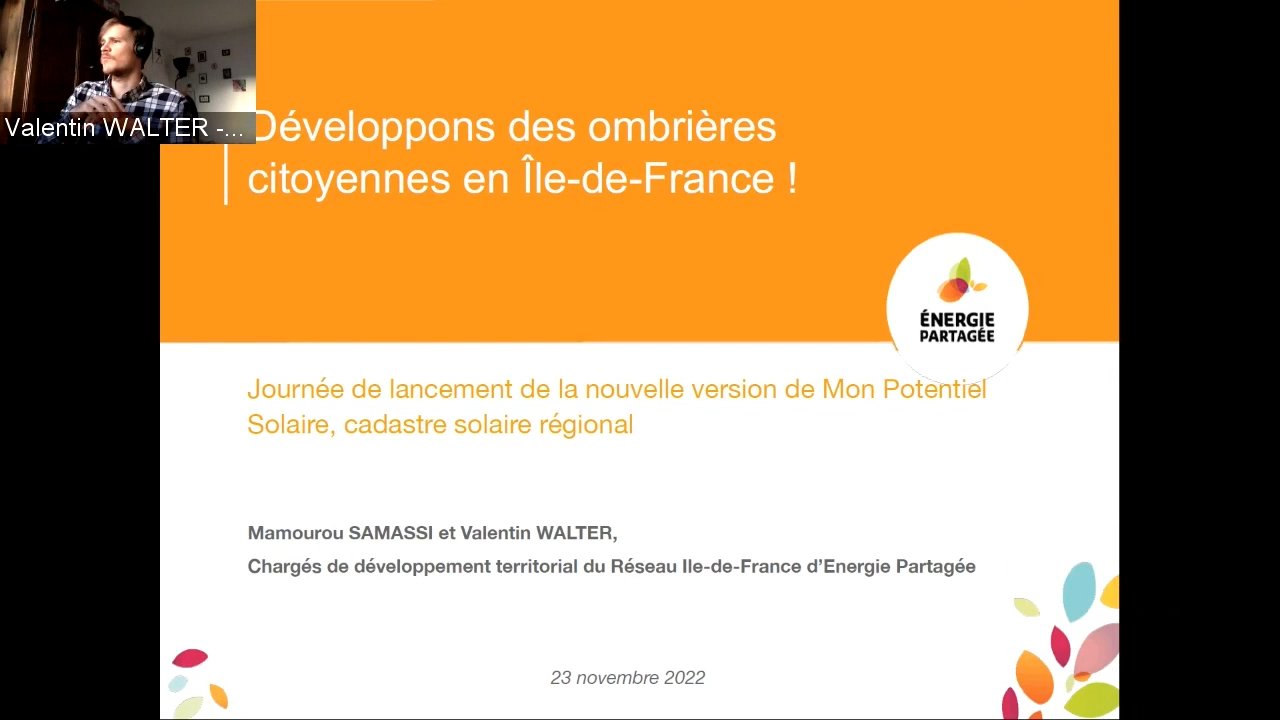 Valentin WALTER -...
Développons des ombrières
citoyennes en Île-de-France !
ÉNERGIE
PARTAGÉE
Journée de lancement de la nouvelle version de Mon Potentiel
Solaire, cadastre solaire régional
Mamourou SAMASSI et Valentin WALTER,
Chargés de développement territorial du Réseau Ile-de-France d’Energie Partagée
23 novembre 2022